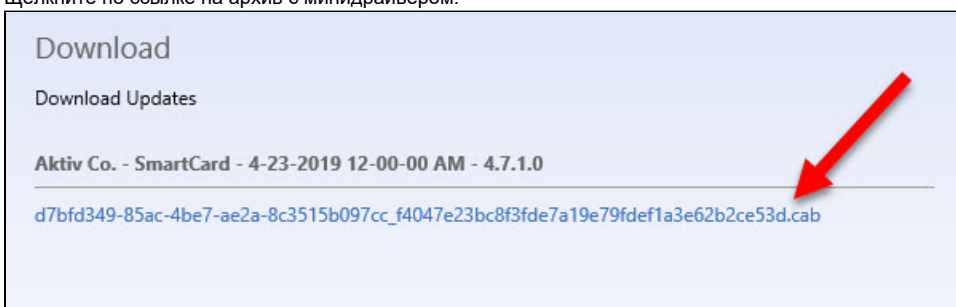 Щелкните по ссылке на архив с минидрайвером.
Download
Download Updates
Aktiv Co. - SmartCard - 4-23-2019 12-00-00 AM - 4.7.1.0
d7bfd349-85ac-4be7-ae2a-8c3515b097cc_f4047e23bc8f3fde7a19e79fdef1a3e62b2ce53d.cab